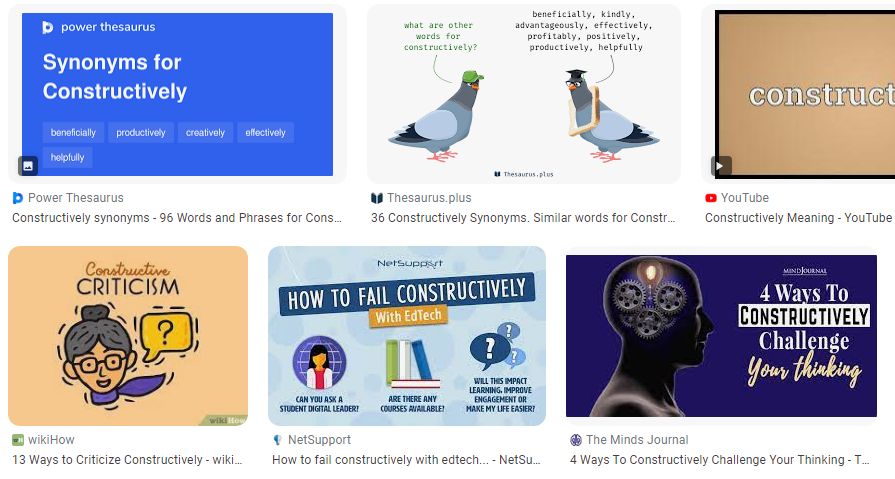 power thesaurus
Synonyms for
Constructively
beneficially productively creatively effectively
helpfully
Power Thesaurus
Constructively synonyms - 96 Words and Phrases for Cons...
what are other
words for
constructively?
beneficially, kindly,
advantageously, effectively,
profitably, positively,
productively, helpfully
Thesaurus.plus
Thesaurus.plus
36 Constructively Synonyms. Similar words for Constr...
construct
YouTube
Constructively Meaning - YouTube
Constructive
CRITICISM
?
wikiHow
wikiHow
13 Ways to Criticize Constructively - wiki...
NetSupport
HOW TO FAIL CONSTRUCTIVELY
With EdTech
?
?
?
CAN YOU ASK A
STUDENT DIGITAL LEADER?
ARE THERE ANY
COURSES AVAILABLE?
WILL THIS IMPACT
LEARNING, IMPROVE
ENGAGEMENT OR
MAKE MY LIFE EASIER?
NetSupport
How to fail constructively with edtech... - NetSu...
MINDJOURNAL
4 Ways To
CONSTRUCTIVELY
Challenge
Your thinking
The Minds Journal
4 Ways To Constructively Challenge Your Thinking - T...